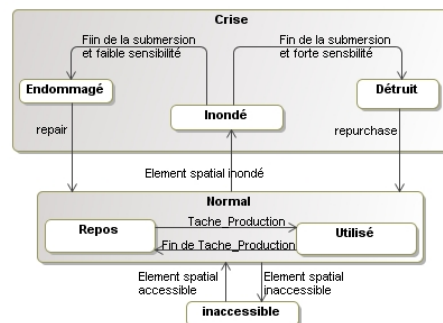 Crise
Fiin de la submersion
et faible sensibilité
Fin de la submersion
et forte sensbilité
Endommagé
Détruit
Inondé
repair
repurchase
Element spatial inondé
Normal
Repos
Tache_Production
Utilisé
Fin de Tache_Production
Element spatial
accessible
Element spatial
inaccessible
inaccessible